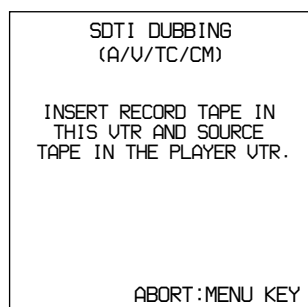 SDTI DUBBING
(A/V/TC/CM)
INSERT RECORD TAPE IN
THIS VTR AND SOURCE
TAPE IN THE PLAYER VTR.
ABORT:MENU KEY